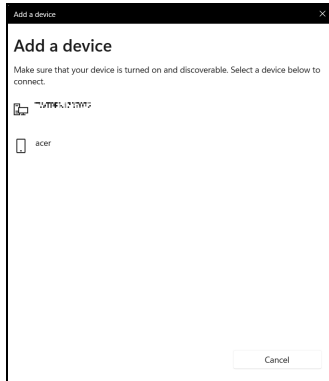 Add a device
Add a device
Make sure that your device is turned on and discoverable. Select a device below to
connect.
acer
Cancel